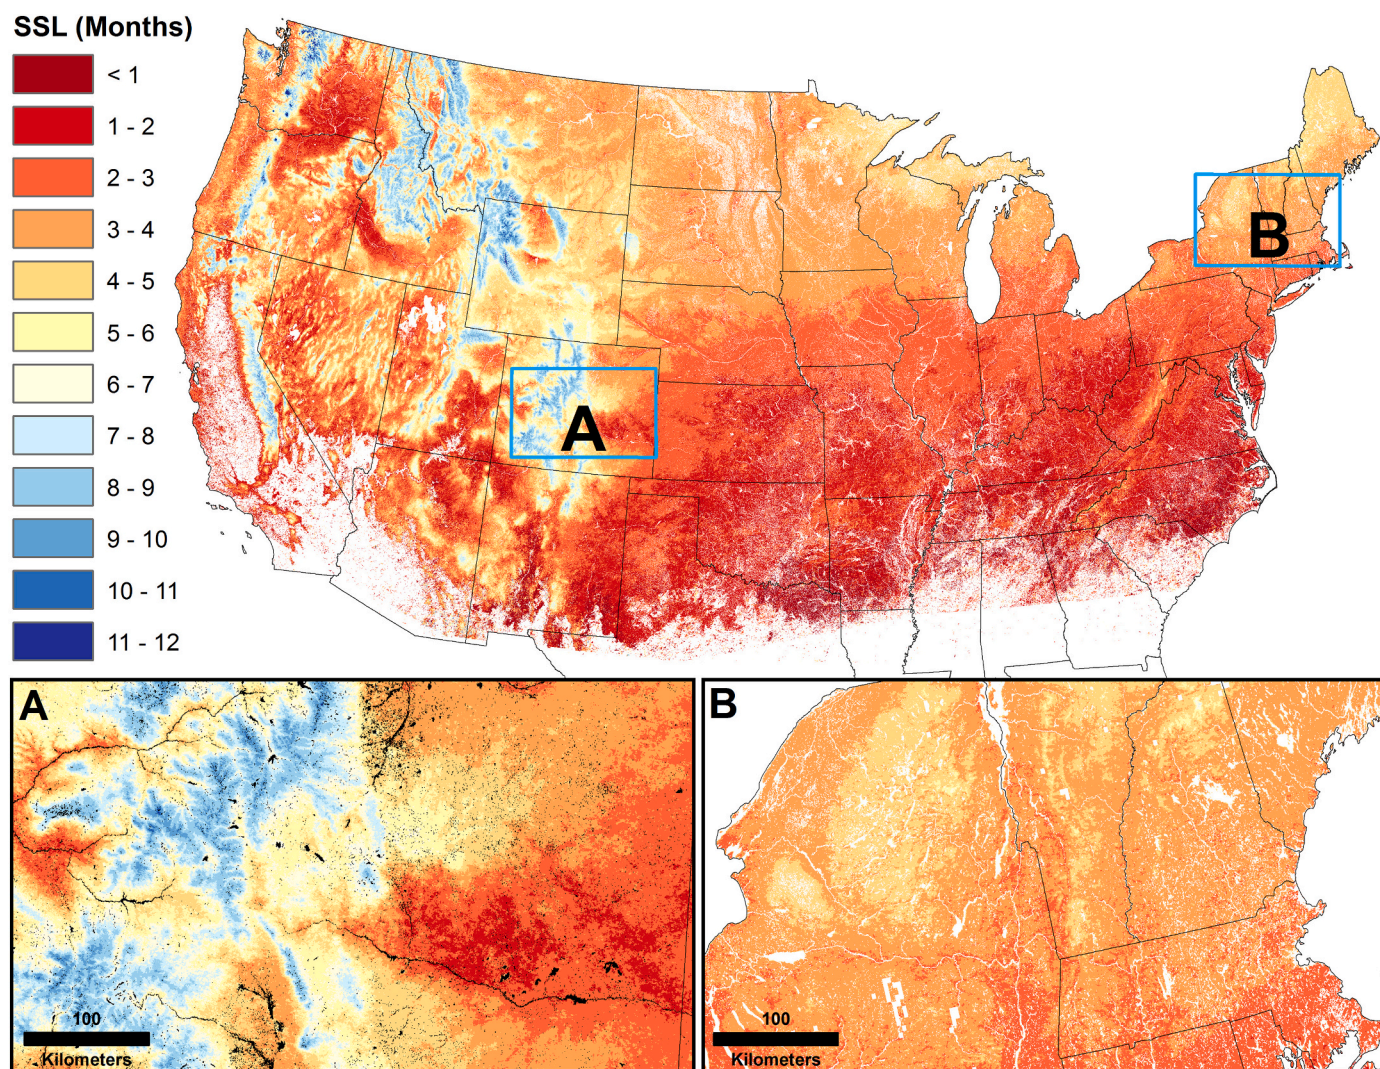 SSL (Months)
< 1
1 - 2
2 - 3
3 - 4
4 - 5
5 - 6
6 - 7
7 - 8
8 - 9
9 - 10
10 - 11
11 - 12
A
B
A
100
Kilometers
B
100
Kilometers